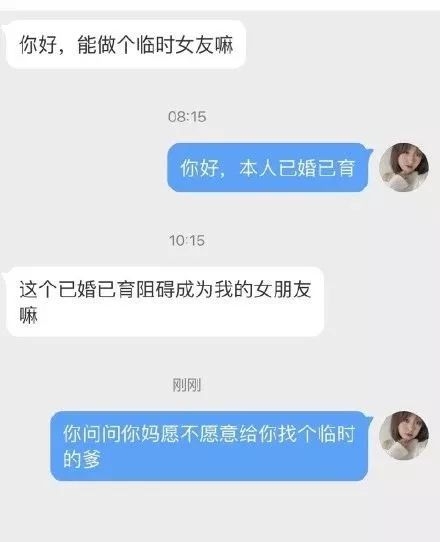 你好，能做个临时女友嘛
08:15
你好，本人已婚已育
10:15
这个已婚已育阻碍成为我的女朋友
嘛
刚刚
你问问你妈愿不愿意给你找个临时
的爹